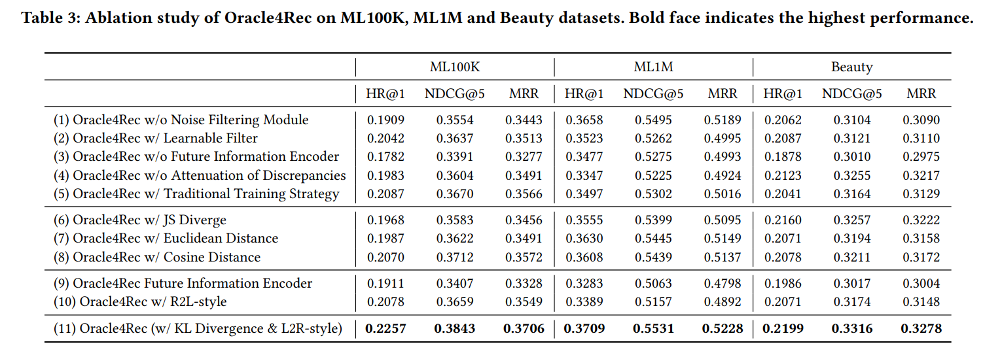 Table 3: Ablation study of Oracle4Rec on ML100K, ML1M and Beauty datasets. Bold face indicates the highest performance.
ML100K ML1M Beauty
HR@1 NDCG@5 MRR HR@1 NDCG@5 MRR HR@1 NDCG@5 MRR
(1) Oracle4Rec w/o Noise Filtering Module 0.1909 0.3554 0.3443 0.3658 0.5495 0.5189 0.2062 0.3104 0.3090
(2) Oracle4Rec w/ Learnable Filter 0.2042 0.3637 0.3513 0.3523 0.5262 0.4995 0.2087 0.3121 0.3110
(3) Oracle4Rec w/o Future Information Encoder 0.1782 0.3391 0.3277 0.3477 0.5275 0.4993 0.1878 0.3010 0.2975
(4) Oracle4Rec w/o Attenuation of Discrepancies 0.1983 0.3604 0.3491 0.3347 0.5225 0.4924 0.2123 0.3255 0.3217
(5) Oracle4Rec w/ Traditional Training Strategy 0.2087 0.3670 0.3566 0.3497 0.5302 0.5016 0.2041 0.3164 0.3129
(6) Oracle4Rec w/ JS Diverge 0.1968 0.3583 0.3456 0.3555 0.5399 0.5095 0.2160 0.3257 0.3222
(7) Oracle4Rec w/ Euclidean Distance 0.1987 0.3622 0.3491 0.3630 0.5445 0.5149 0.2071 0.3194 0.3158
(8) Oracle4Rec w/ Cosine Distance 0.2070 0.3712 0.3572 0.3608 0.5439 0.5137 0.2078 0.3211 0.3172
(9) Oracle4Rec Future Information Encoder 0.1911 0.3407 0.3328 0.3283 0.5063 0.4798 0.1986 0.3017 0.3004
(10) Oracle4Rec w/ R2L-style 0.2078 0.3659 0.3549 0.3389 0.5157 0.4892 0.2071 0.3174 0.3148
(11) Oracle4Rec (w/ KL Divergence & L2R-style) 0.2257 0.3843 0.3706 0.3709 0.5531 0.5228 0.2199 0.3316 0.3278